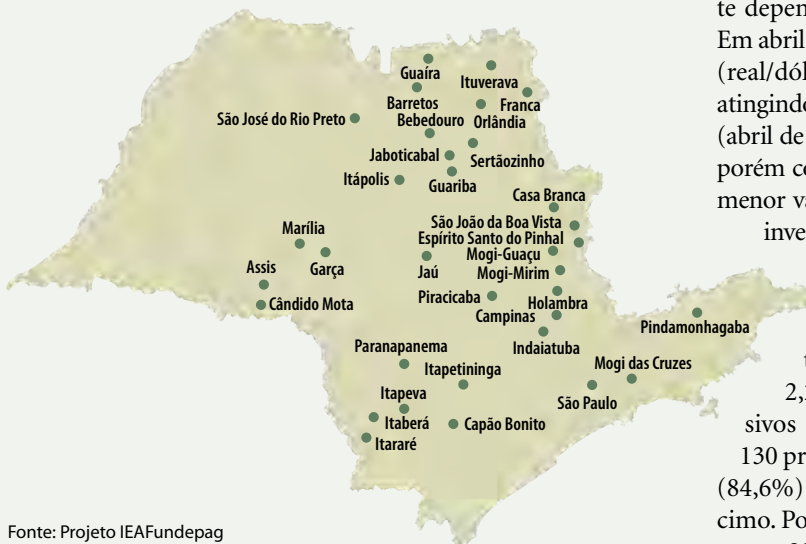 Guaíra
Ituverava
Barretos
Franca
São José do Rio Preto
Bebedouro
Orlândia
Jaboticabal
Sertãozinho
Itápolis
Guariba
Casa Branca
Marília
São João da Boa Vista
Espírito Santo do Pinhal
Mogi-Guaçu
Assis
Garça
Jaú
Mogi-Mirim
Cândido Mota
Piracicaba
Holambra
Campinas
Pindamonhagaba
Indaiatuba
Paranapanema
Mogi das Cruzes
Itapetininga
Itapeva
São Paulo
Itaberá
Capão Bonito
Itararé
Fonte: Projeto IEAFundepag
Em abril
(real/dól
atingindo
(abril de
porém co
menor va
inve
sivos
130 pr
(84,6%)
cimo. Po